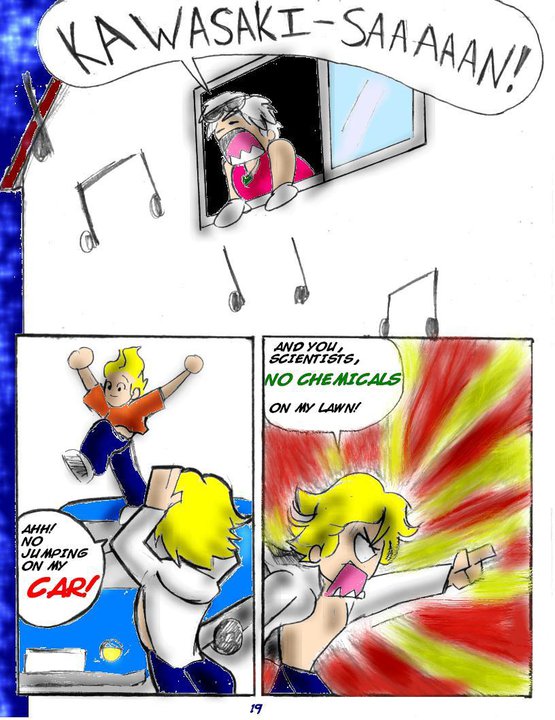 KAWASAKI-SAAAAAN!
AHH!
NO
JUMPING
ON MY
CAR!
AND YOU,
SCIENTISTS,
NO CHEMICALS
ON MY LAWN!
19